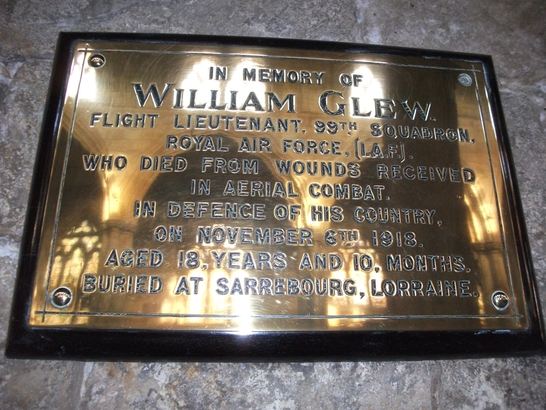 IN MEMORY OF
WILLIAM GLEW.
FLIGHT LIEUTENANT, 99TH SQUADRON,
ROYAL AIR FORCE, (I.A.F.).
WHO DIED FROM WOUNDS RECEIVED
IN AERIAL COMBAT.
IN DEFENCE OF HIS COUNTRY,
ON NOVEMBER 6TH 1918.
AGED 18, YEARS AND 10, MONTHS.
BURIED AT SARREBOURG, LORRAINE.